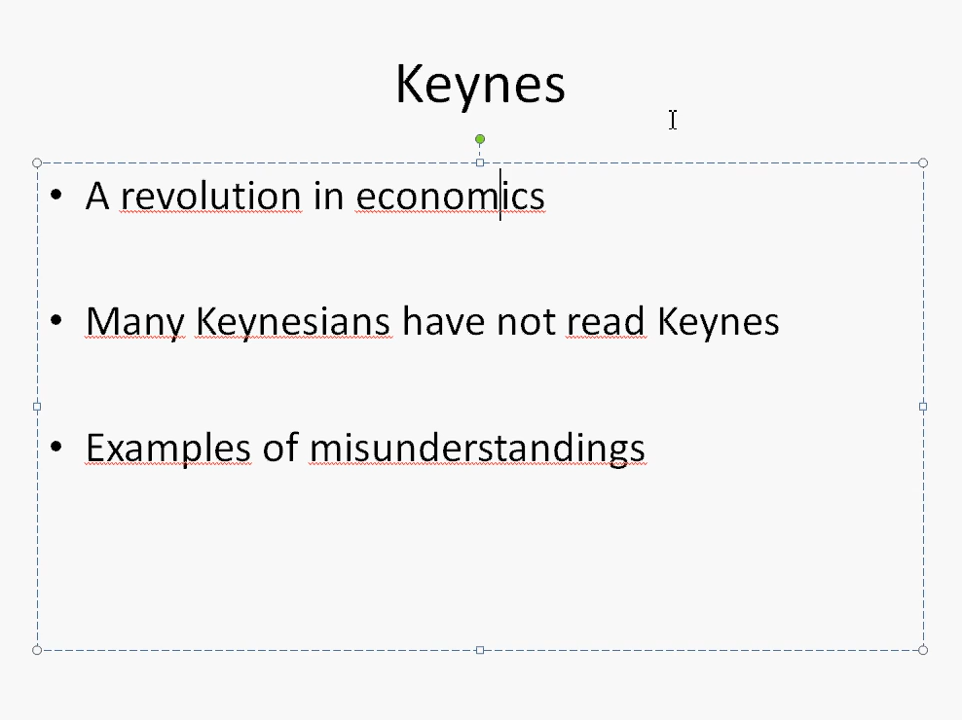 Keynes
• A revolution in economics
• Many Keynesians have not read Keynes
• Examples of misunderstandings